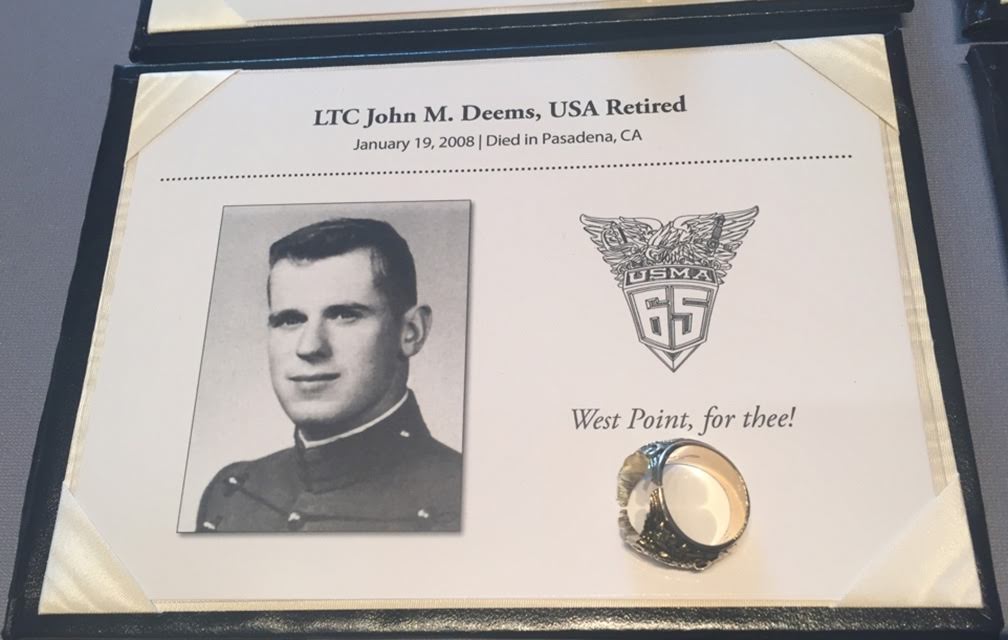 LTC John M. Deems, USA Retired
January 19, 2008 | Died in Pasadena, CA
USMA
65
West Point, for thee!